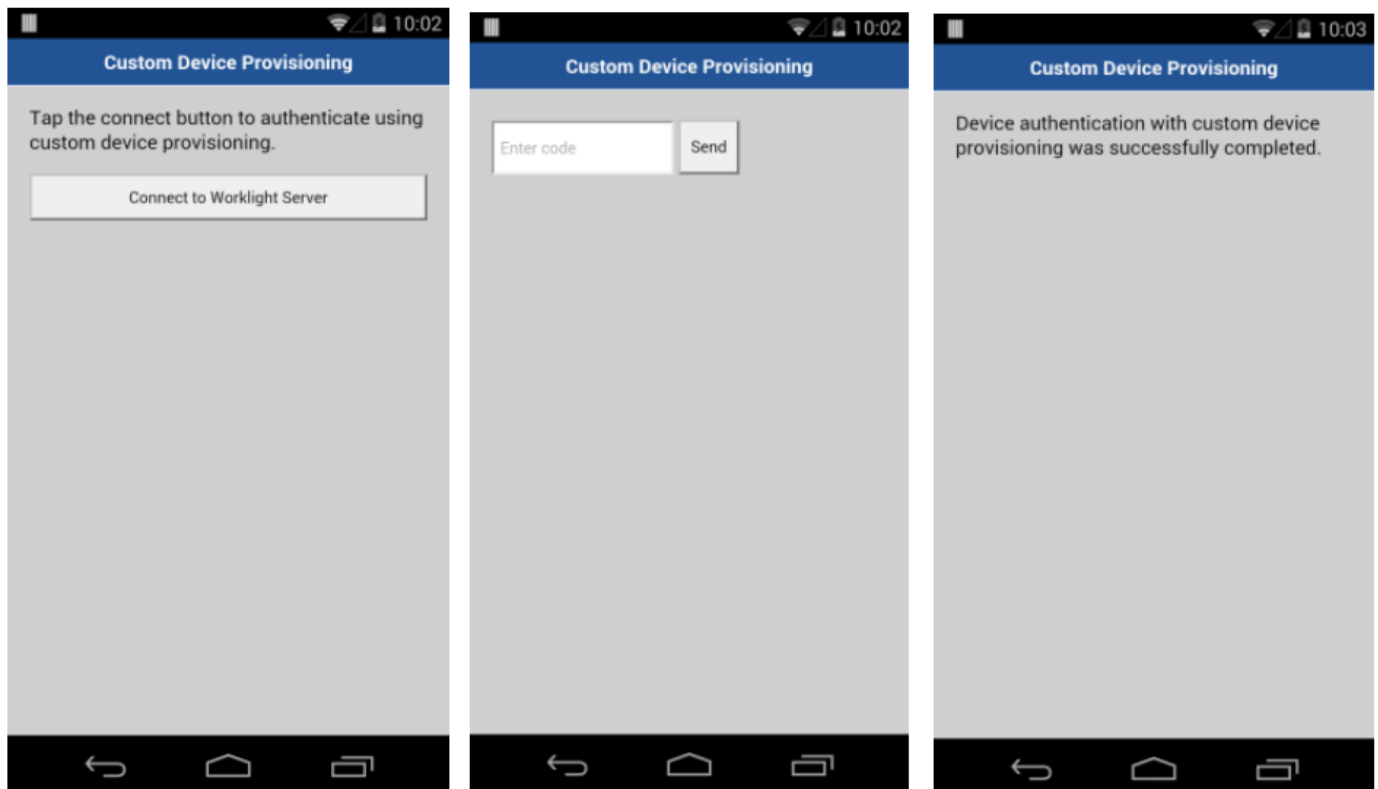 10:02
Custom Device Provisioning
Tap the connect button to authenticate using
custom device provisioning.
Connect to Worklight Server
10:02
Custom Device Provisioning
Enter code
Send
10:03
Custom Device Provisioning
Device authentication with custom device
provisioning was successfully completed.